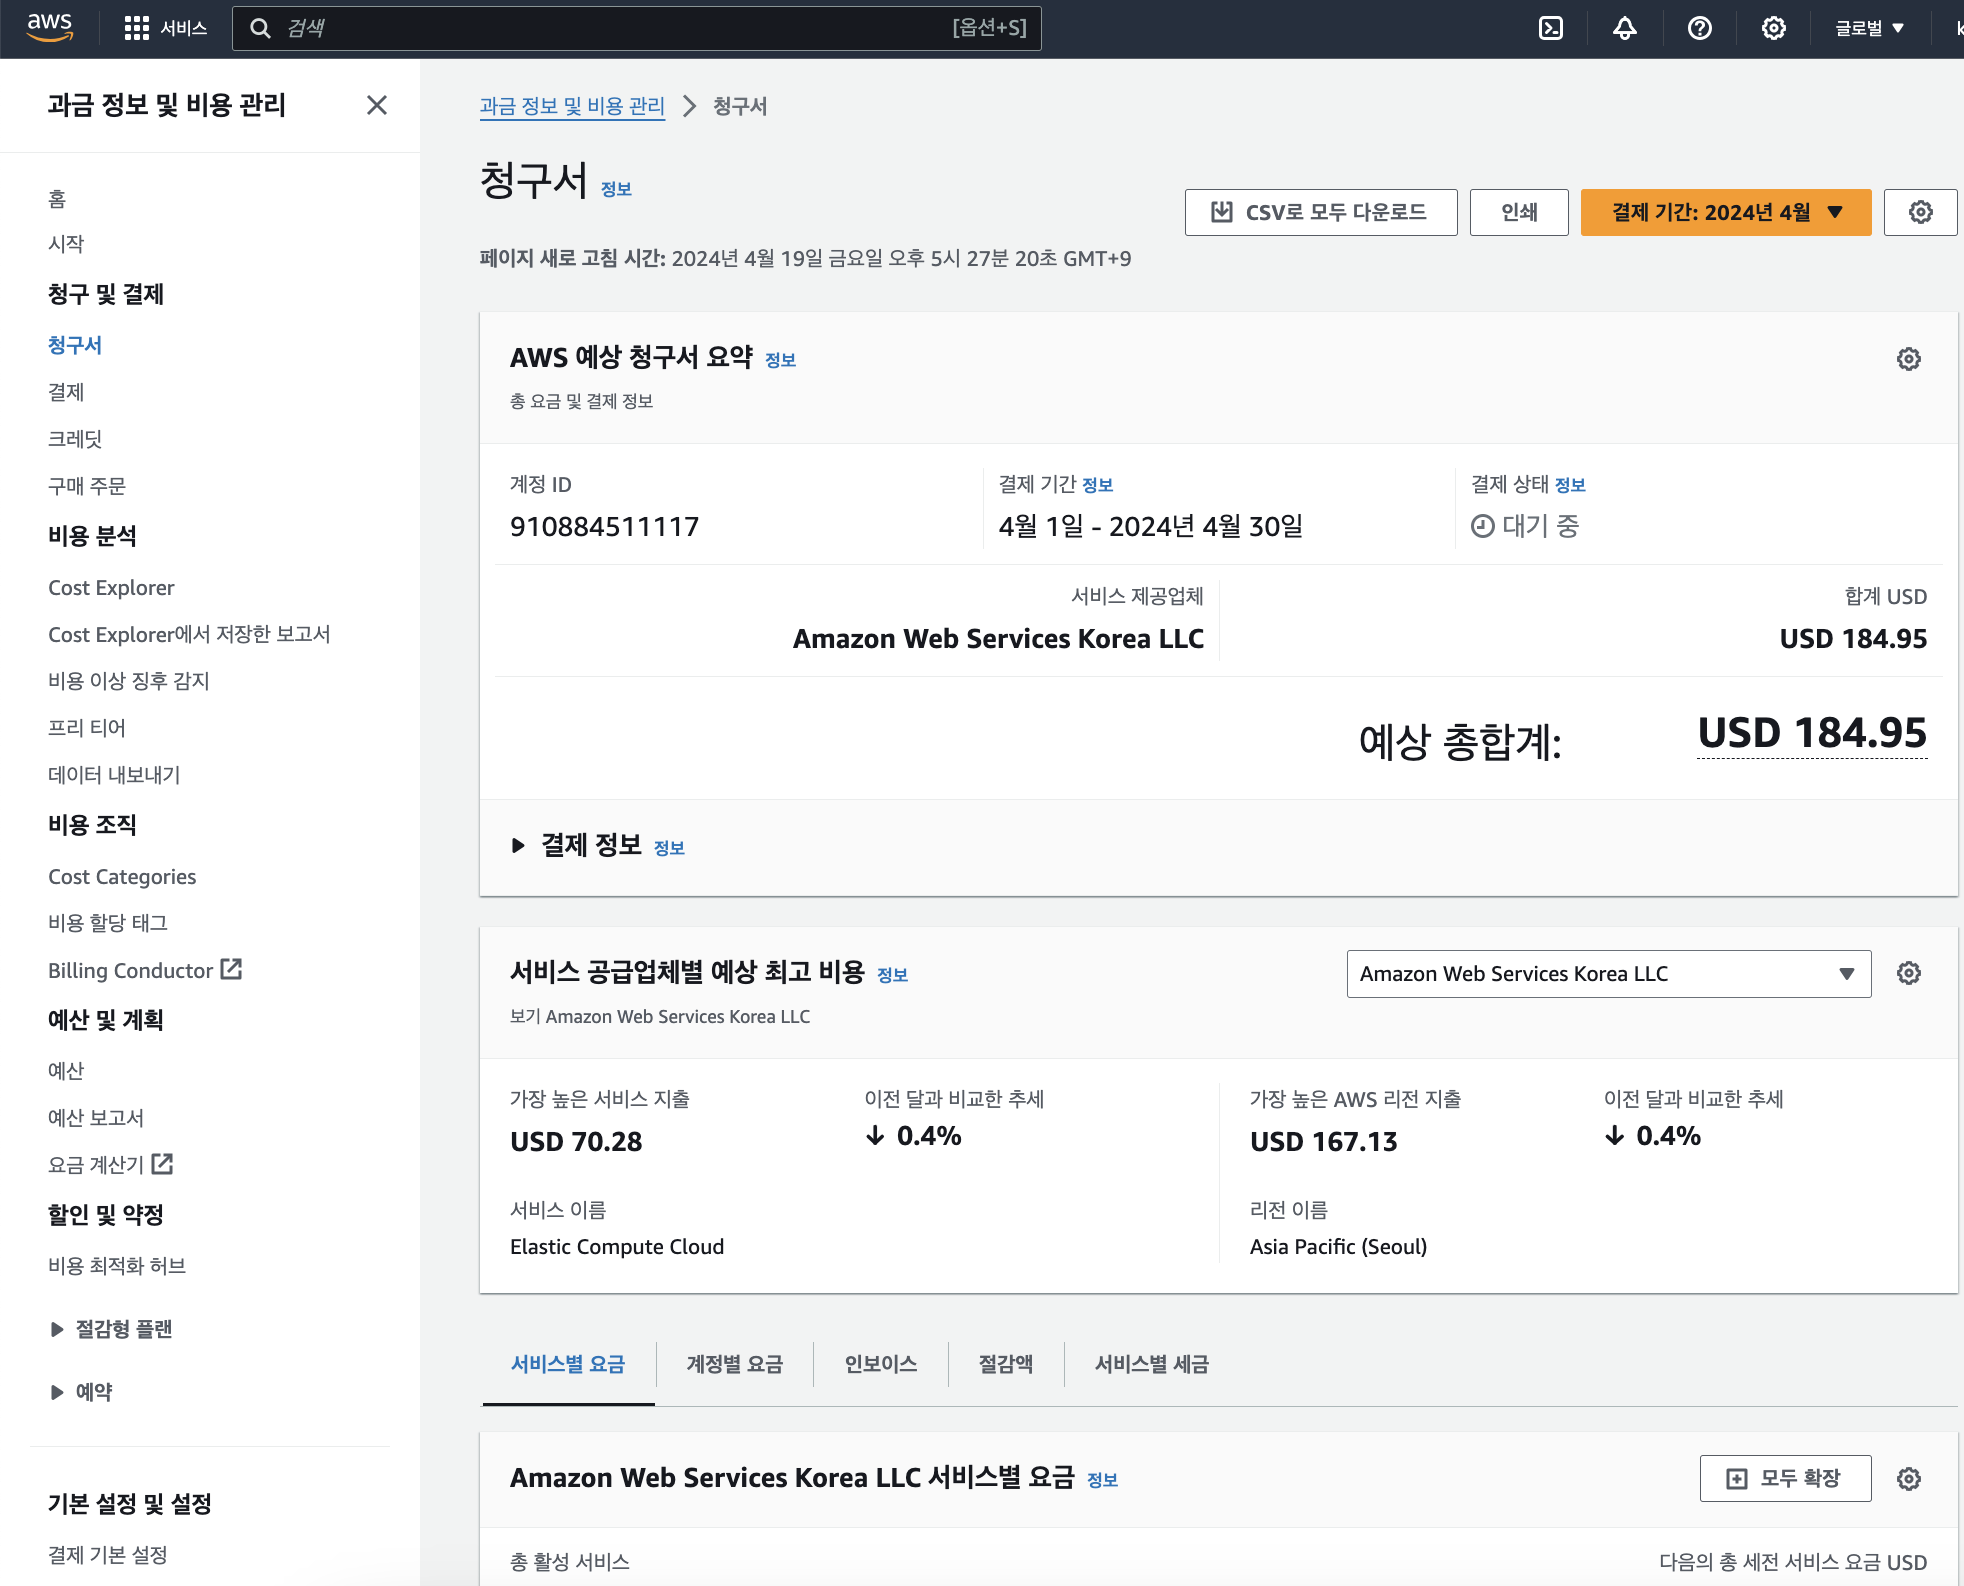 aws
서비스
검색
[옵션+S]
글로벌
과금 정보 및 비용 관리
홈
시작
청구 및 결제
청구서
결제
크레딧
구매 주문
비용 분석
Cost Explorer
Cost Explorer에서 저장한 보고서
비용 이상 징후 감지
프리 티어
데이터 내보내기
비용 조직
Cost Categories
비용 할당 태그
Billing Conductor
예산 및 계획
예산
예산 보고서
요금 계산기
할인 및 약정
비용 최적화 허브
절감형 플랜
예약
기본 설정 및 설정
결제 기본 설정
과금 정보 및 비용 관리
청구서
청구서 정보
CSV로 모두 다운로드
인쇄
결제 기간: 2024년 4월
페이지 새로 고침 시간: 2024년 4월 19일 금요일 오후 5시 27분 20초 GMT+9
AWS 예상 청구서 요약 정보
총 요금 및 결제 정보
계정 ID
910884511117
결제 기간 정보
4월 1일 - 2024년 4월 30일
결제 상태 정보
대기 중
서비스 제공업체
Amazon Web Services Korea LLC
합계 USD
USD 184.95
예상 총합계:
USD 184.95
결제 정보 정보
서비스 공급업체별 예상 최고 비용 정보
보기 Amazon Web Services Korea LLC
Amazon Web Services Korea LLC
가장 높은 서비스 지출
USD 70.28
이전 달과 비교한 추세
0.4%
서비스 이름
Elastic Compute Cloud
가장 높은 AWS 리전 지출
USD 167.13
이전 달과 비교한 추세
0.4%
리전 이름
Asia Pacific (Seoul)
서비스별 요금
계정별 요금
인보이스
절감액
서비스별 세금
Amazon Web Services Korea LLC 서비스별 요금 정보
모두 확장
총 활성 서비스
다음의 총 세전 서비스 요금 USD